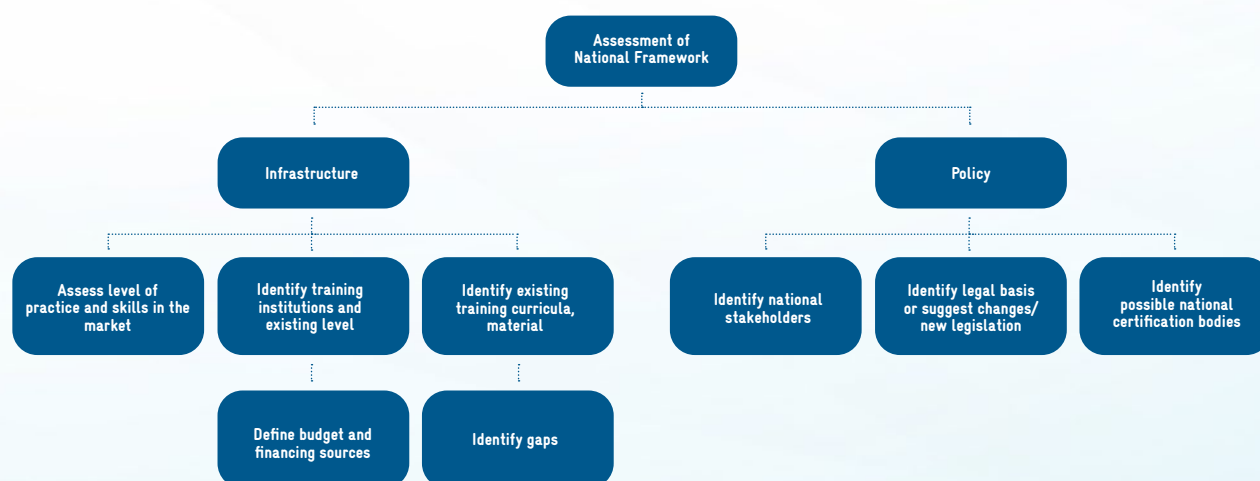 Assessment of
National Framework
Infrastructure
Policy
Assess level of
practice and skills in the
market
Identify training
institutions and
existing level
Identify existing
training curricula,
material
Identify national
stakeholders
Identify legal basis
or suggest changes/
new legislation
Identify
possible national
certification bodies
Define budget and
financing sources
Identify gaps